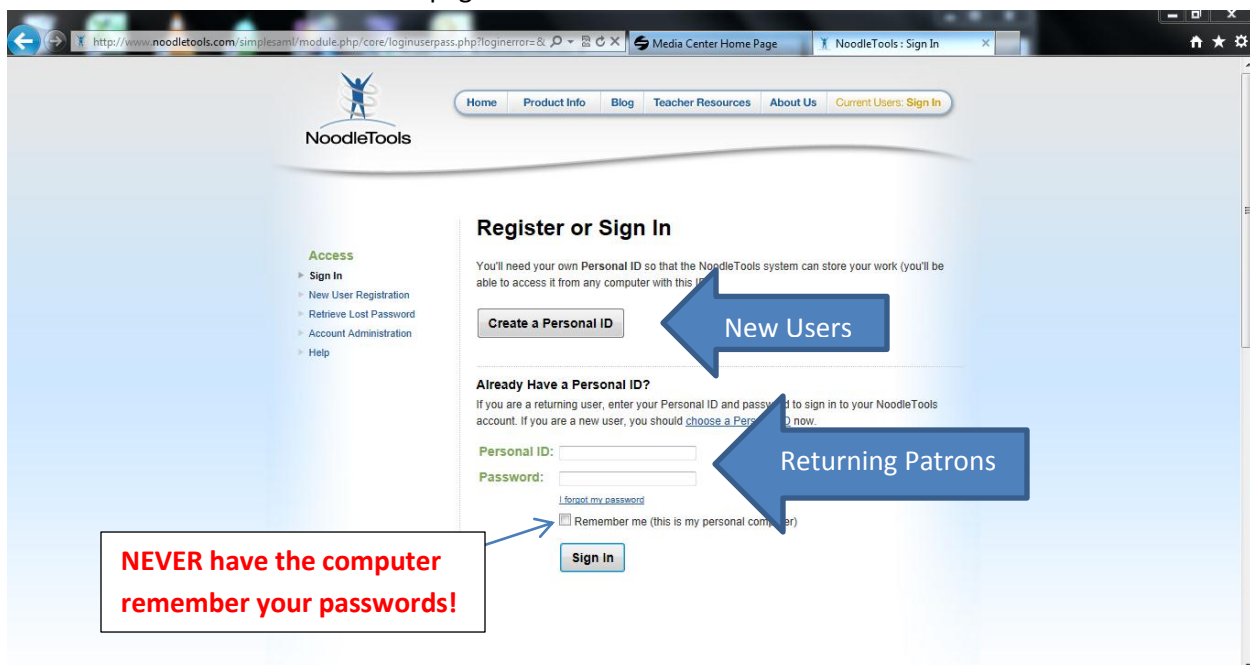 page
http://www.noodletools.com/simplesaml/module.php/core/loginuserpass.php?loginerror=&
Media Center Home Page
NoodleTools : Sign In
NoodleTools
Home Product Info Blog Teacher Resources About Us Current Users: Sign In
Register or Sign In
Access
Sign In
New User Registration
Retrieve Lost Password
Account Administration
Help
You'll need your own Personal ID so that the NoodleTools system can store your work (you'll be
able to access it from any computer with this
Create a Personal ID
New Users
Already Have a Personal ID?
If you are a returning user, enter your Personal ID and password to sign in to your NoodleTools
account. If you are a new user, you should choose a Personal ID now.
Personal ID:
Password:
Returning Patrons
I forgot my password
Remember me (this is my personal computer)
Sign In
NEVER have the computer
remember your passwords!